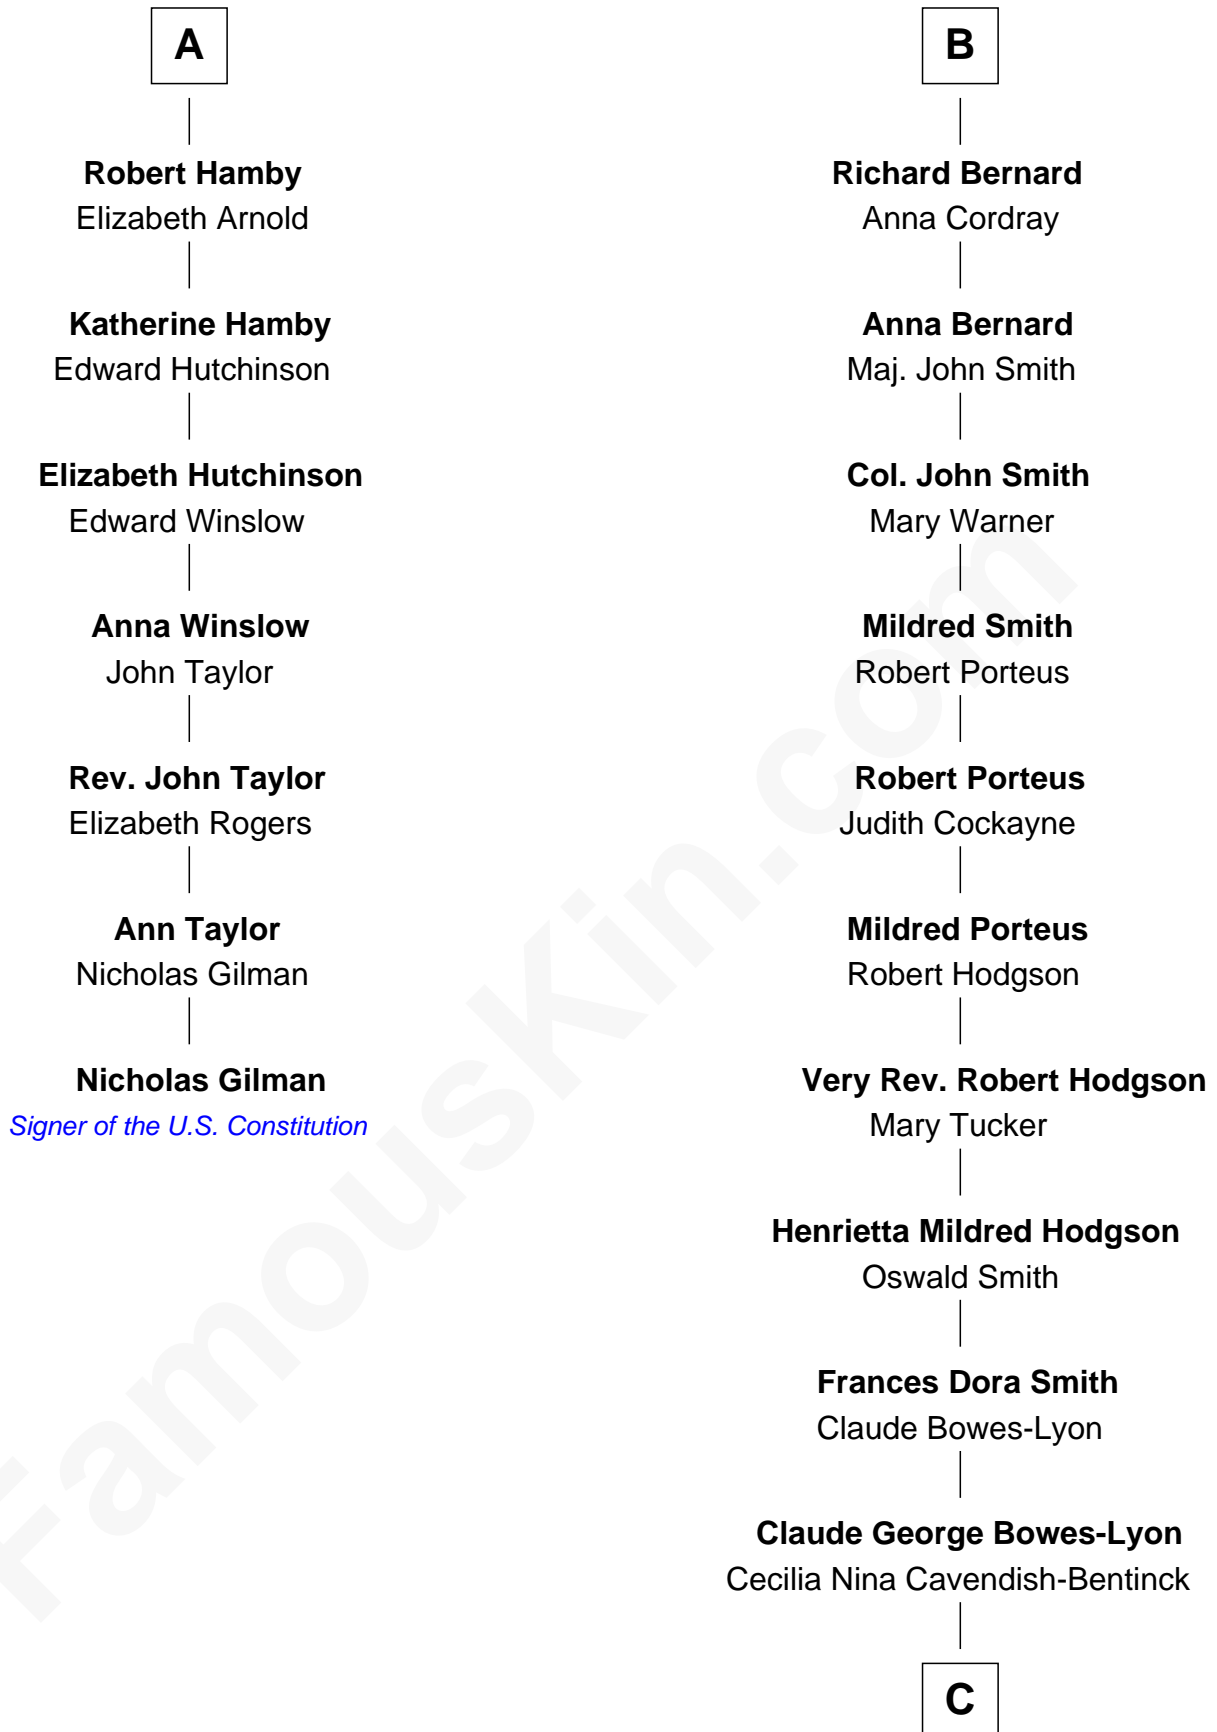 A
Robert Hamby
Elizabeth Arnold
Katherine Hamby
Edward Hutchinson
Elizabeth Hutchinson
Edward Winslow
Anna Winslow
John Taylor
Rev. John Taylor
Elizabeth Rogers
Ann Taylor
Nicholas Gilman
Nicholas Gilman
Signer of the U.S. Constitution
B
Richard Bernard
Anna Cordray
Anna Bernard
Maj. John Smith
Col. John Smith
Mary Warner
Mildred Smith
Robert Porteus
Robert Porteus
Judith Cockayne
Mildred Porteus
Robert Hodgson
Very Rev. Robert Hodgson
Mary Tucker
Henrietta Mildred Hodgson
Oswald Smith
Frances Dora Smith
Claude Bowes-Lyon
Claude George Bowes-Lyon
Cecilia Nina Cavendish-Bentinck
C
FamousKin.com